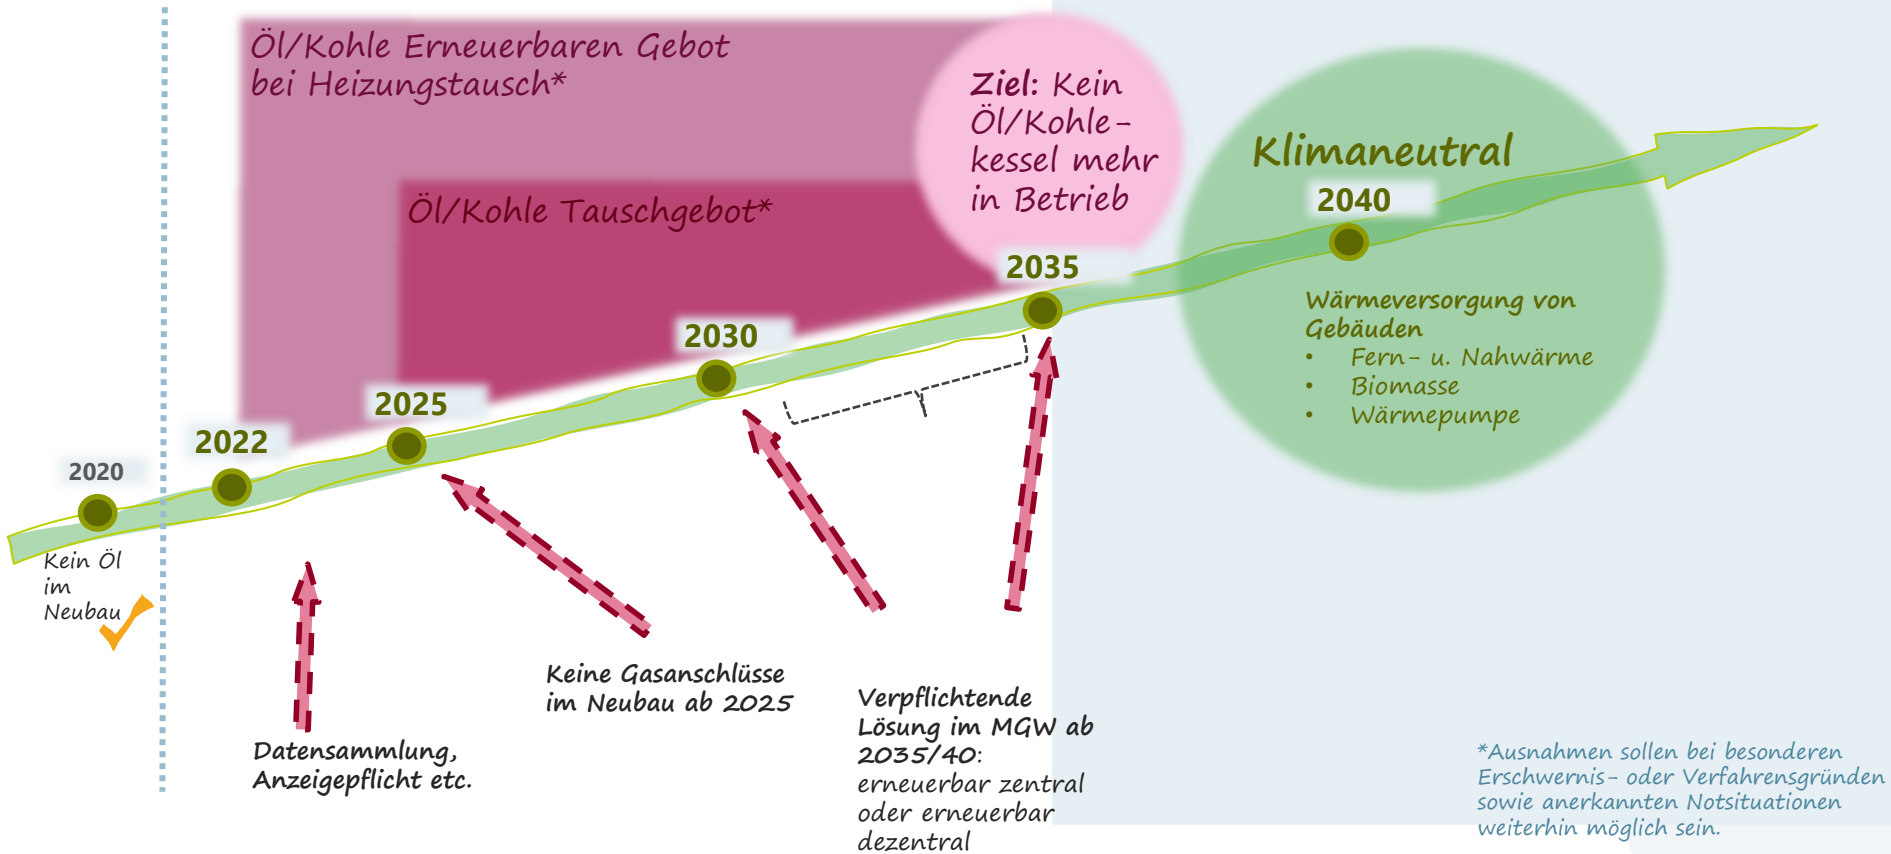 Öl/Kohle Erneuerbaren Gebot
bei Heizungstausch*
Öl/Kohle Tauschgebot*
Ziel: Kein
Öl/Kohle-
kessel mehr
in Betrieb
Klimaneutral
2040
2035
2030
2025
2022
2020
Kein Öl
im
Neubau
Wärmeversorgung von
Gebäuden
• Fern- u. Nahwärme
• Biomasse
• Wärmepumpe
Datensammlung,
Anzeigepflicht etc.
Keine Gasanschlüsse
im Neubau ab 2025
Verpflichtende
Lösung im MGW ab
2035/40:
erneuerbar zentral
oder erneuerbar
dezentral
*Ausnahmen sollen bei besonderen
Erschwernis- oder Verfahrensgründen
sowie anerkannten Notsituationen
weiterhin möglich sein.